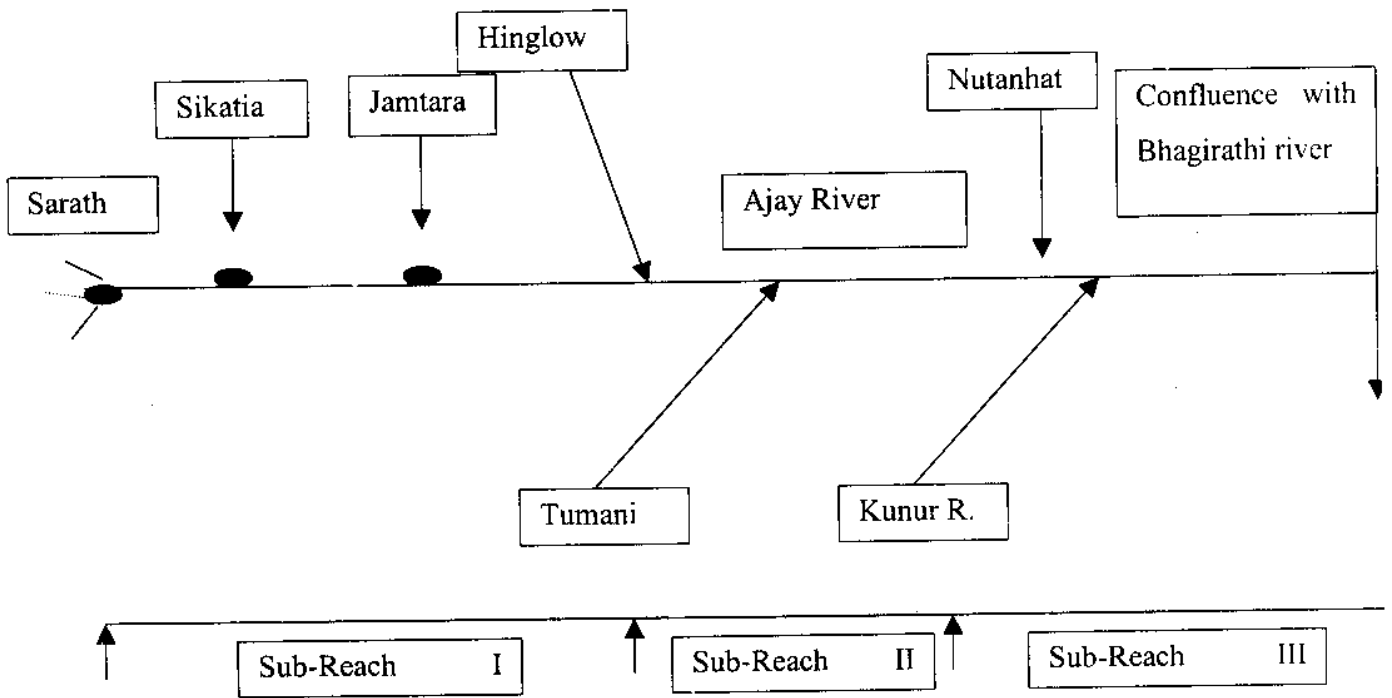 Hinglow
Sikatia
Jamtara
Nutanhat
Confluence with
Bhagirathi river
Sarath
Ajay River
Tumani
Kunur R.
Sub-Reach I
Sub-Reach II
Sub-Reach III